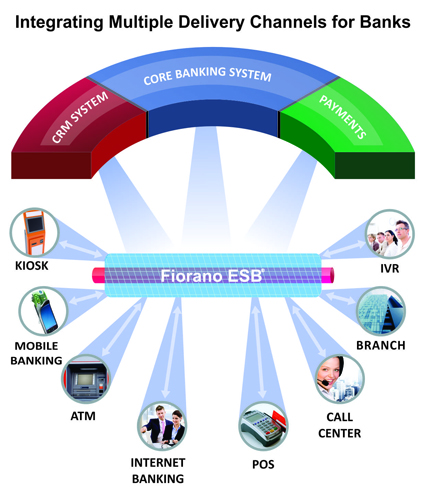 Integrating Multiple Delivery Channels for Banks
CRM SYSTEM
CORE BANKING SYSTEM
PAYMENTS
Fiorano ESB®
KIOSK
IVR
MOBILE
BANKING
BRANCH
ATM
CALL
CENTER
INTERNET
BANKING
POS